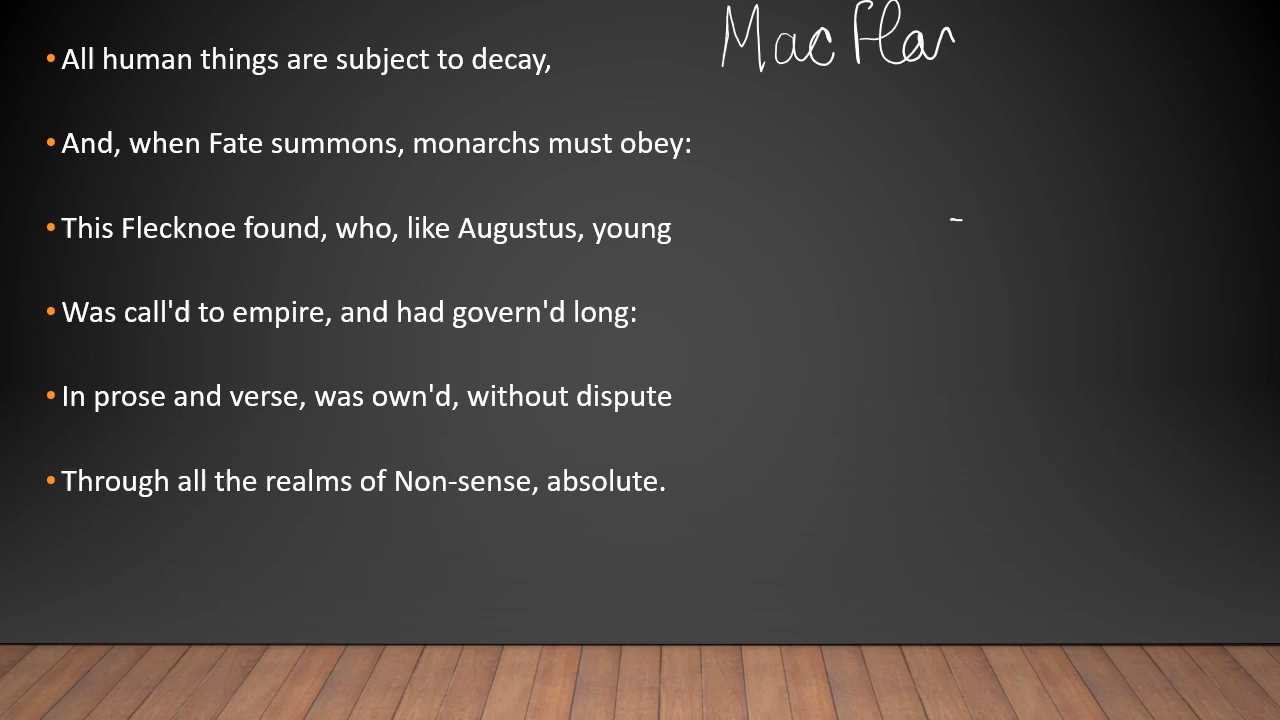 Mac Flar
• All human things are subject to decay,
• And, when Fate summons, monarchs must obey:
• This Flecknoe found, who, like Augustus, young
• Was call'd to empire, and had govern'd long:
• In prose and verse, was own'd, without dispute
• Through all the realms of Non-sense, absolute.